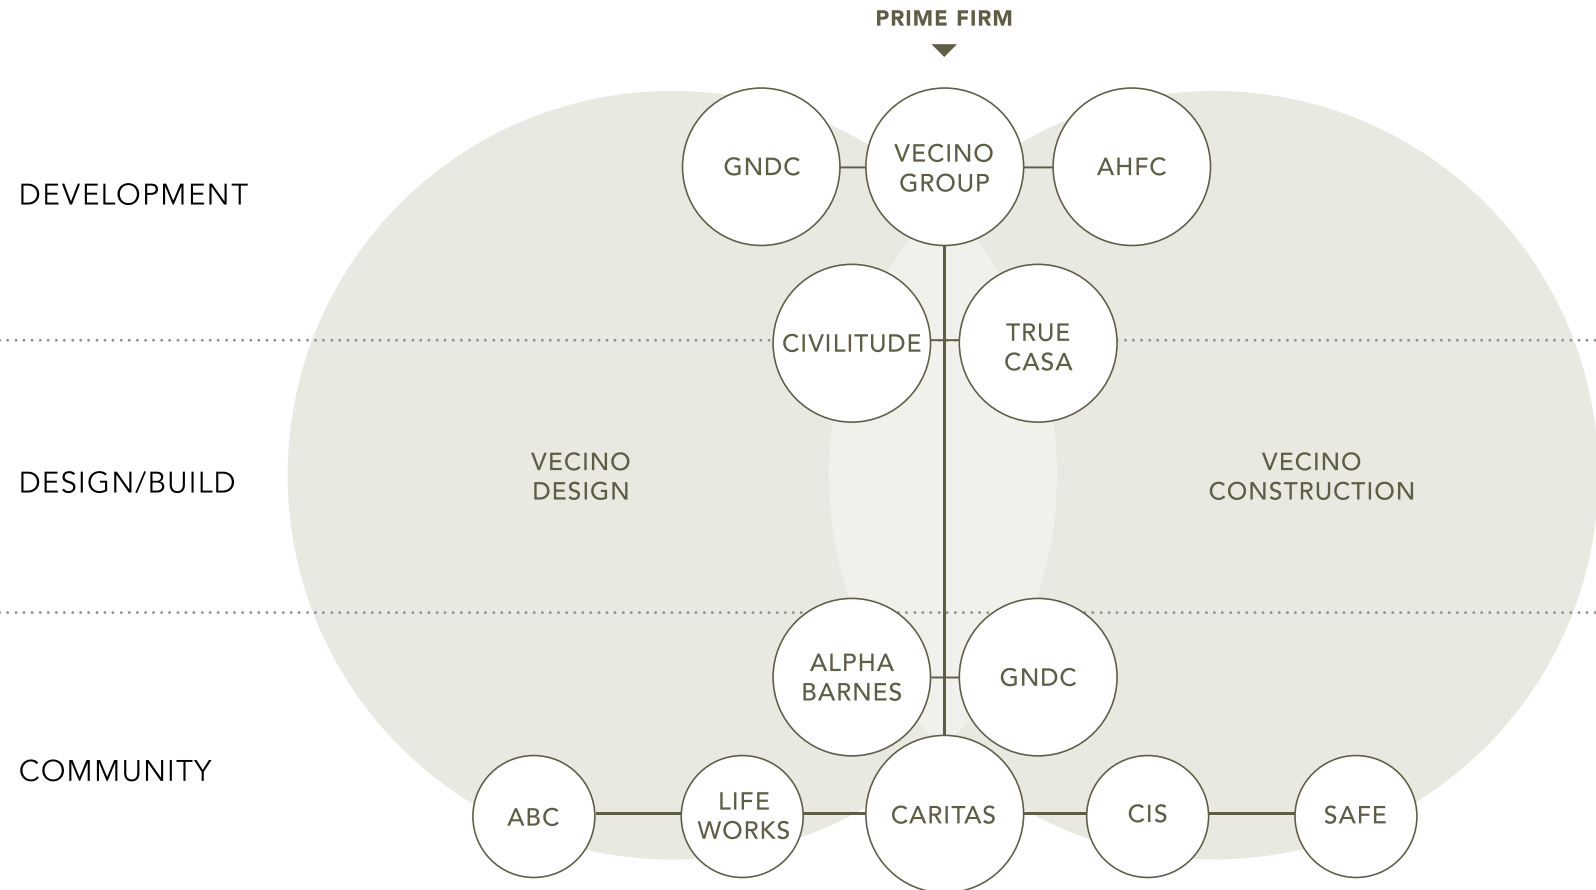 PRIME FIRM
DEVELOPMENT
GNDC
VECINO
GROUP
AHFC
CIVILITUDE
TRUE
CASA
DESIGN/BUILD
VECINO
DESIGN
VECINO
CONSTRUCTION
ALPHA
BARNES
GNDC
COMMUNITY
ABC
LIFE
WORKS
CARITAS
CIS
SAFE